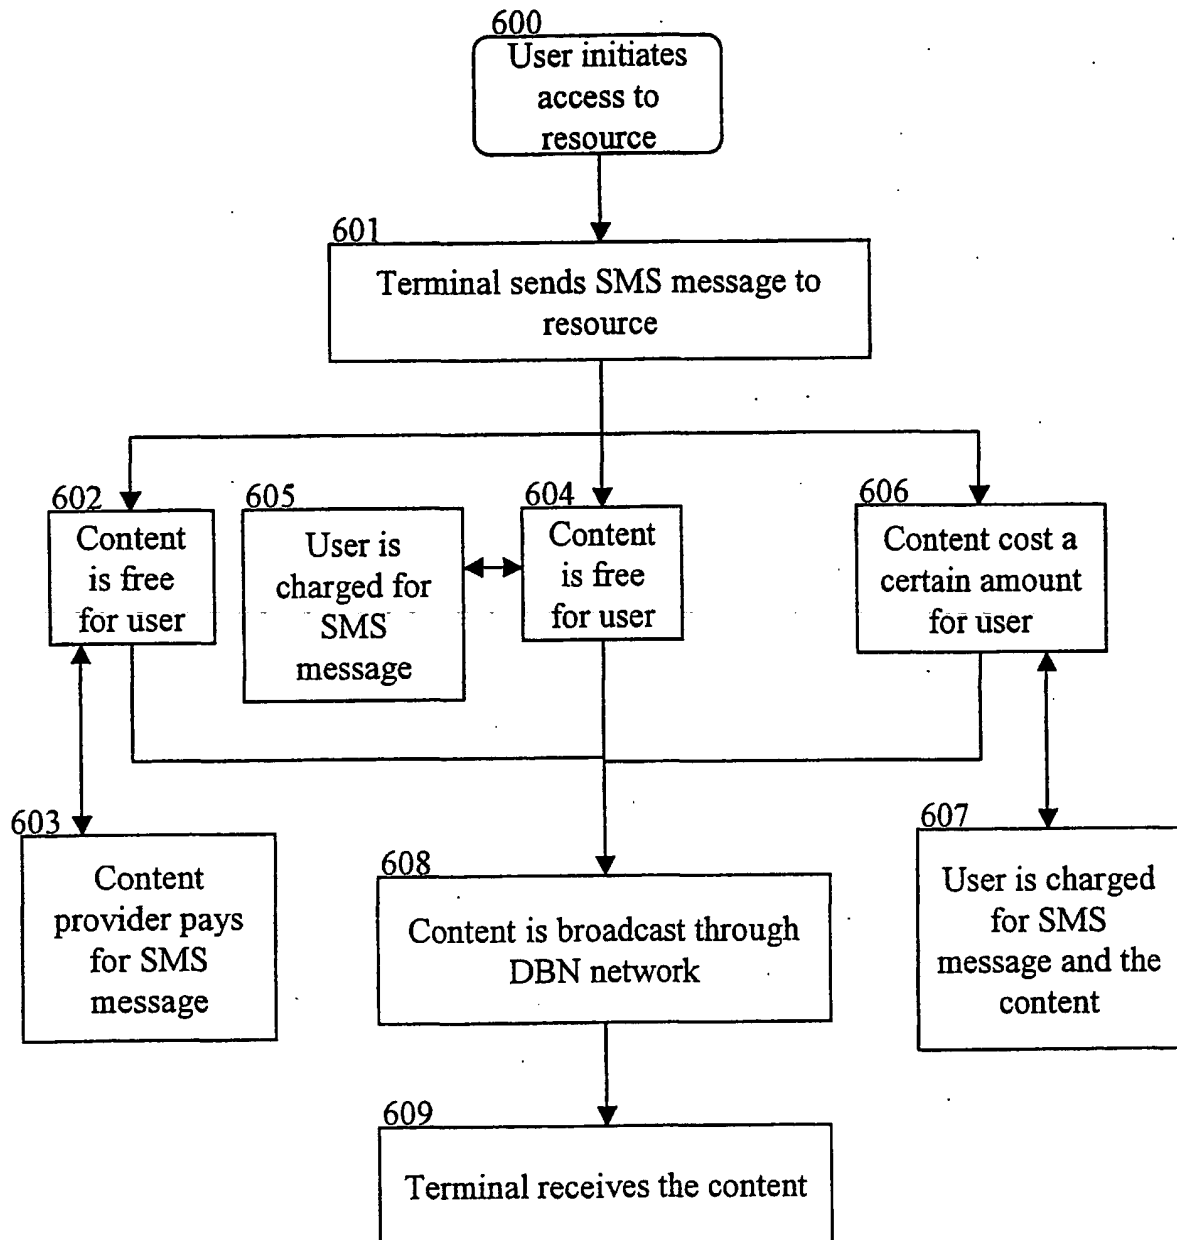 600
User initiates
access to
resource
601
Terminal sends SMS message to
resource
602
Content
is free
for user
605
User is
charged for
SMS
message
604
Content
is free
for user
606
Content cost a
certain amount
for user
603
Content
provider pays
for SMS
message
608
Content is broadcast through
DBN network
607
User is charged
for SMS
message and the
content
609
Terminal receives the content